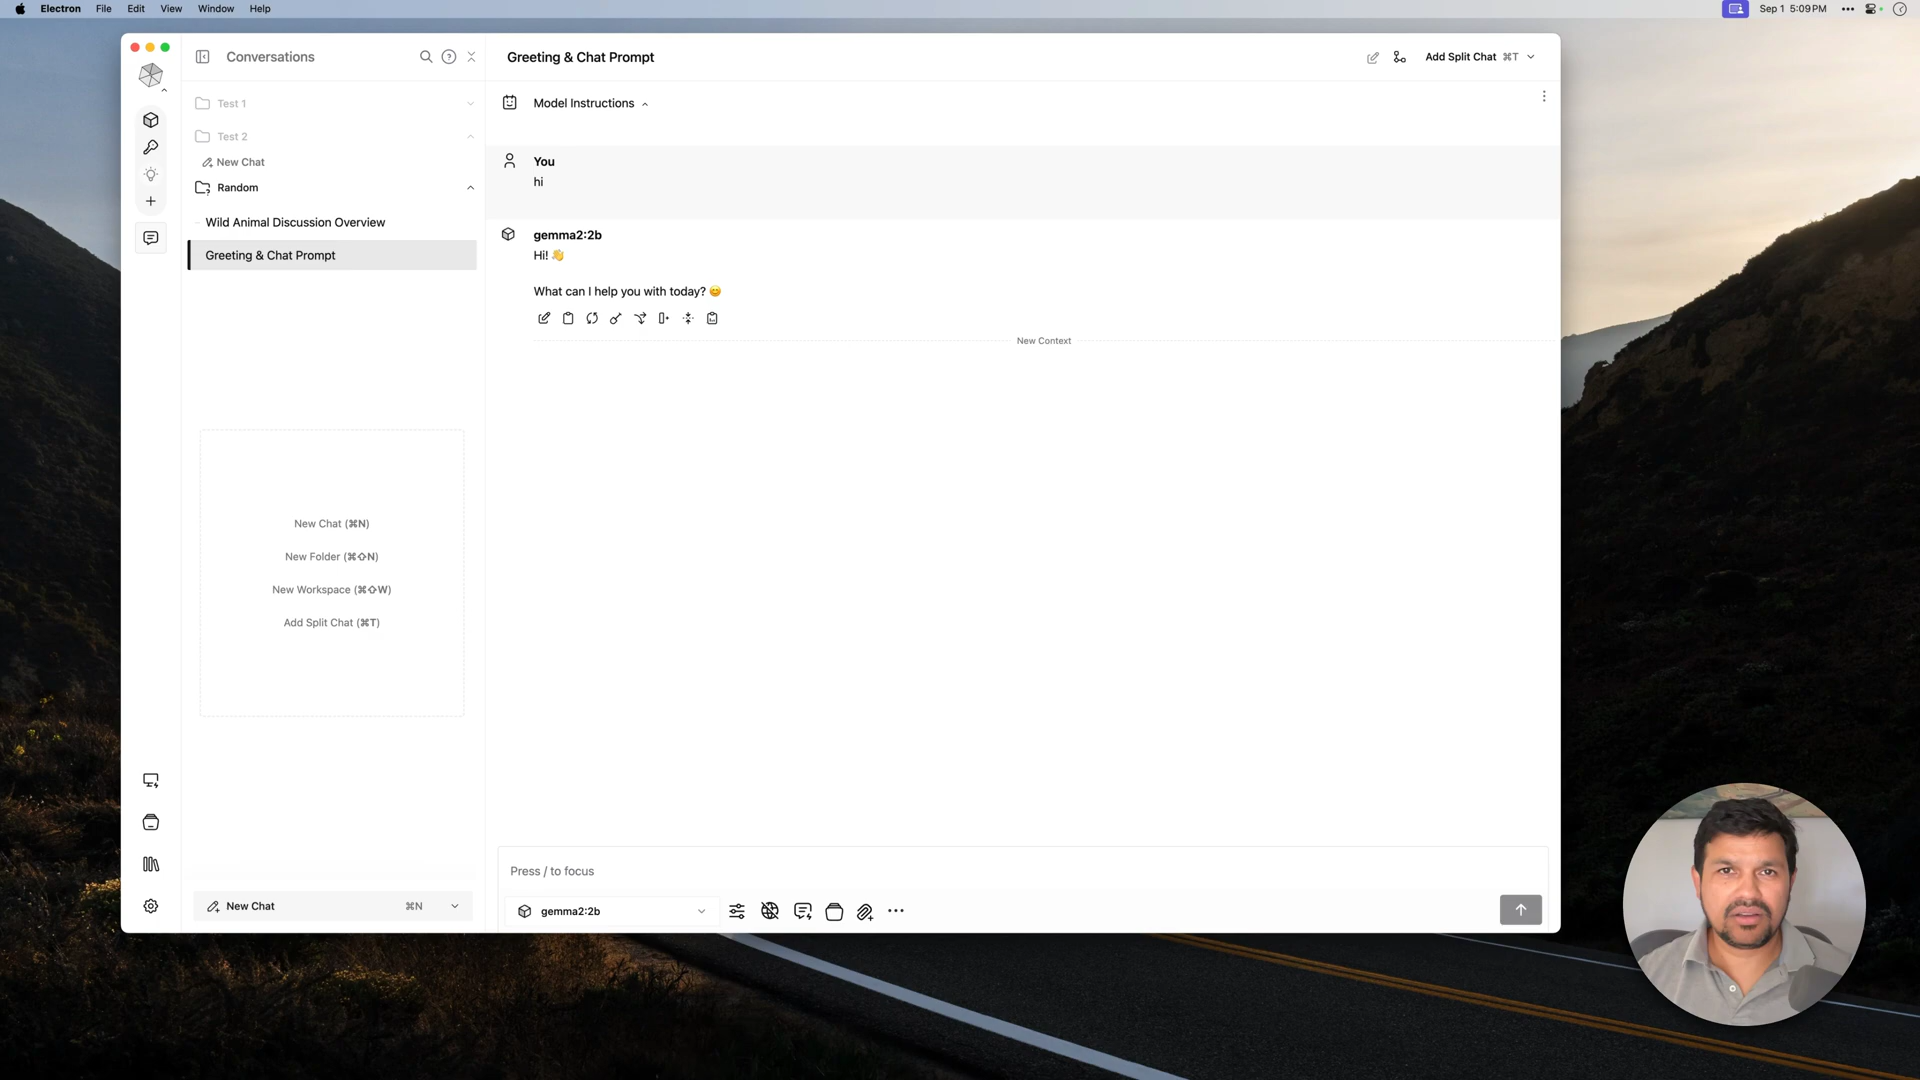 Electron File Edit View Window Help
Sep 1 5:09 PM
Conversations
Test 1
Test 2
New Chat
Random
Wild Animal Discussion Overview
Greeting & Chat Prompt
New Chat (⌘N)
New Folder (⌘⇧N)
New Workspace (⌘⇧W)
Add Split Chat (⌘T)
New Chat ⌘N
Greeting & Chat Prompt
Add Split Chat ⌘T
Model Instructions
You
hi
gemma2:2b
Hi! 👋
What can I help you with today? 😊
New Context
Press / to focus
gemma2:2b